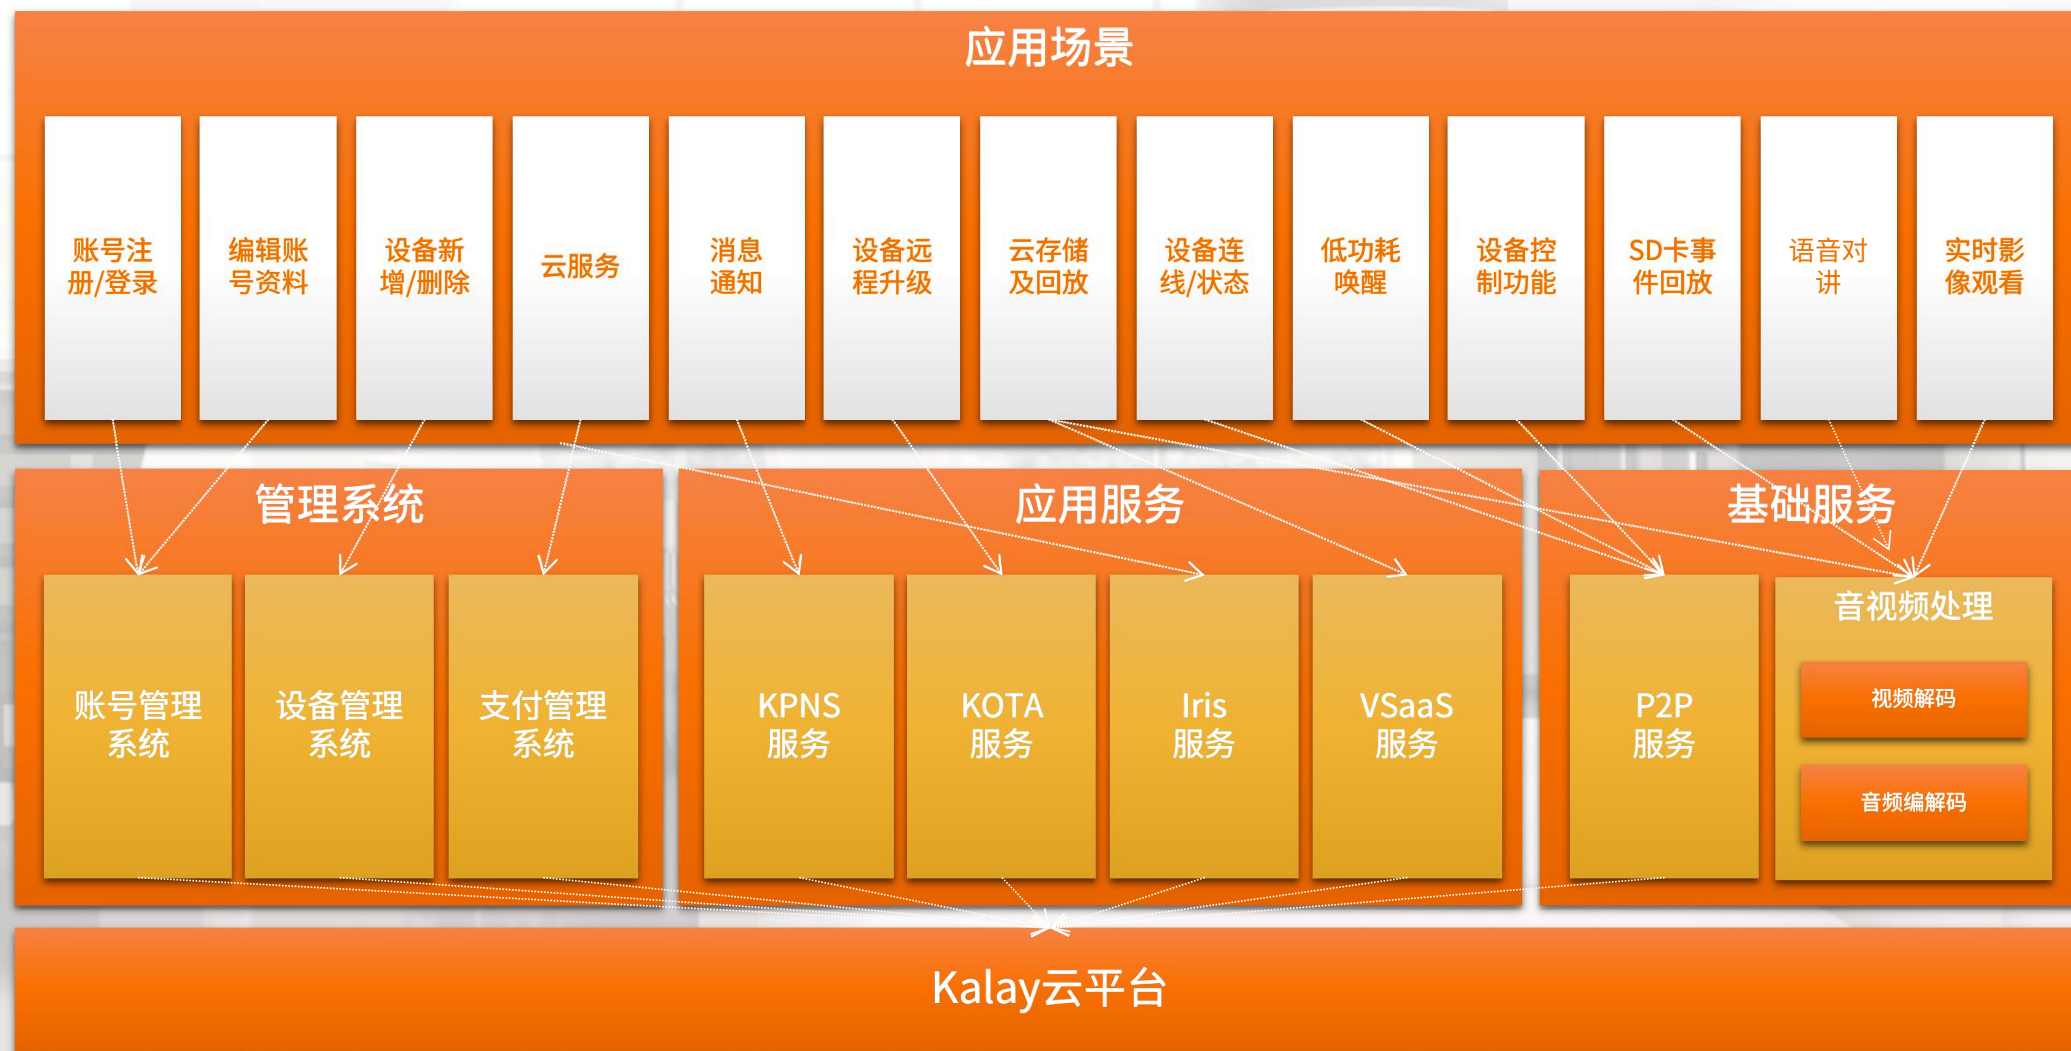 应用场景
账号注
册/登录
编辑账
号资料
设备新
增/删除
云服务
消息
通知
设备远
程升级
云存储
及回放
设备连
线/状态
低功耗
唤醒
设备控
制功能
SD卡事
件回放
语音对
讲
实时影
像观看
管理系统
账号管理
系统
设备管理
系统
支付管理
系统
应用服务
KPNS
服务
KOTA
服务
Iris
服务
VSaaS
服务
基础服务
P2P
服务
音视频处理
视频解码
音频编解码
Kalay云平台